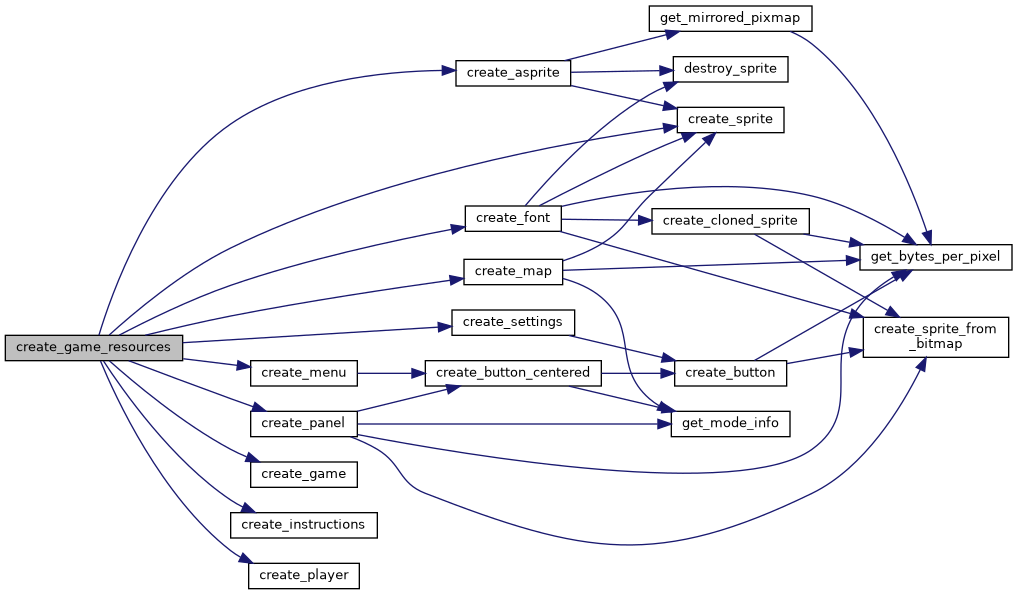 get_mirrored_pixmap
create_asprite
destroy_sprite
create_sprite
create_font
create_cloned_sprite
get_bytes_per_pixel
create_map
create_settings
create_sprite_from
_bitmap
create_game_resources
create_menu
create_button_centered
create_button
create_panel
get_mode_info
create_game
create_instructions
create_player